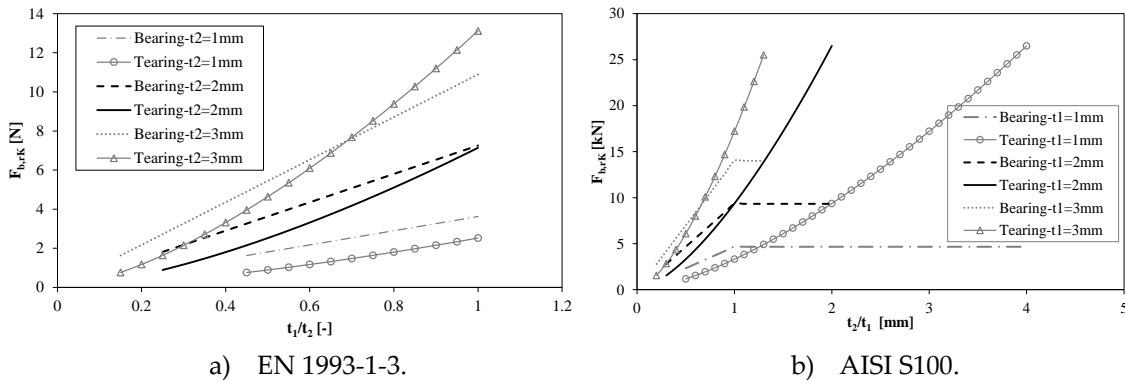 14
12
10
8
6
4
2
0
F_b,rK [N]
Bearing-t2=1mm
Tearing-t2=1mm
Bearing-t2=2mm
Tearing-t2=2mm
Bearing-t2=3mm
Tearing-t2=3mm
0 0.2 0.4 0.6 0.8 1 1.2
t₁/t₂ [-]
a) EN 1993-1-3.
30
25
20
15
10
5
0
F_b,rK [kN]
Bearing-t1=1mm
Tearing-t1=1mm
Bearing-t1=2mm
Tearing-t1=2mm
Bearing-t1=3mm
Tearing-t1=3mm
0 1 2 3 4 5
t₂/t₁ [mm]
b) AISI S100.